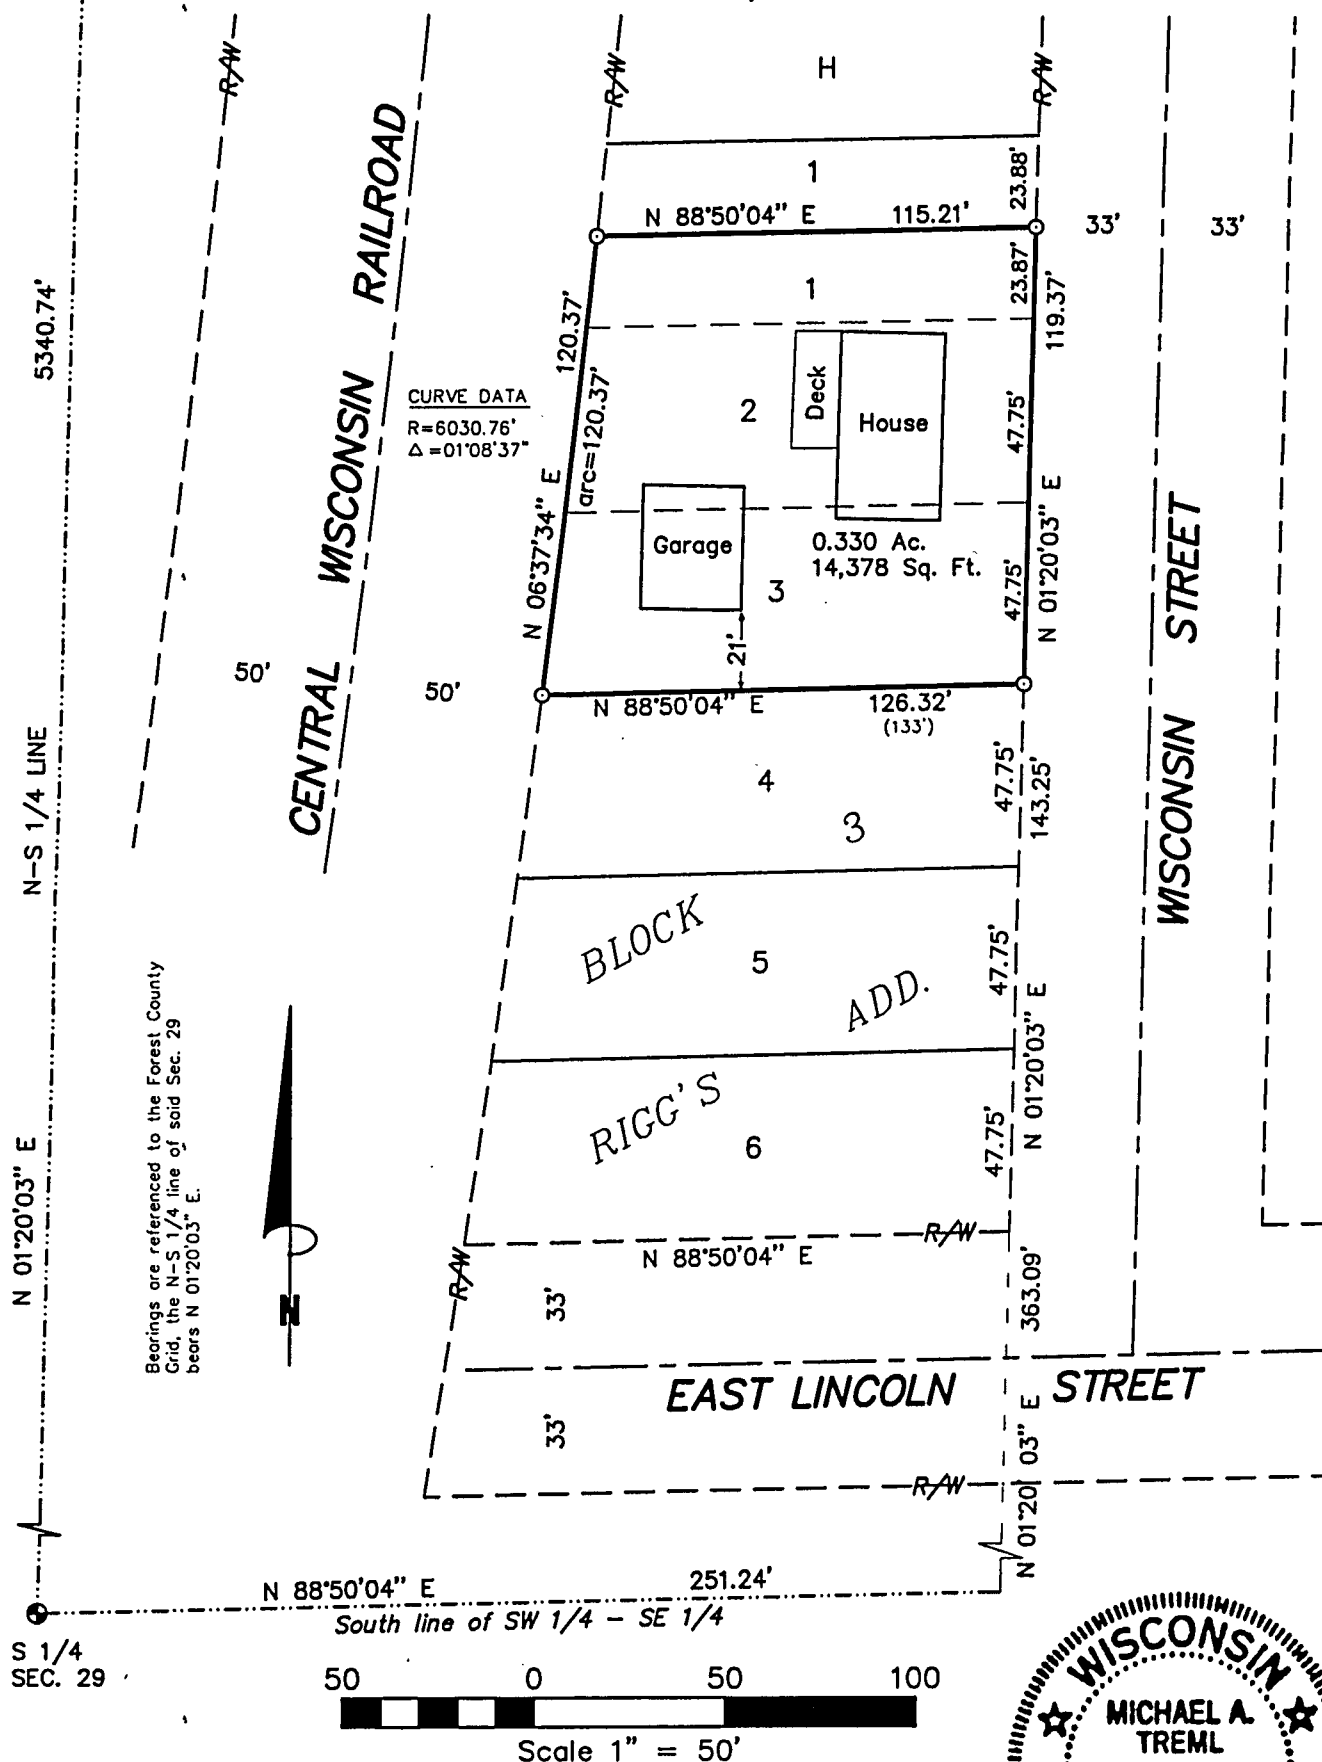 R/W
R/W
R/W
H
1
23.88'
N 88°50'04" E 115.21'
33' 33'
CENTRAL WISCONSIN RAILROAD
5340.74'
1
23.87'
119.37'
120.37'
arc=120.37'
N 06°37'34" E
CURVE DATA
R=6030.76'
Δ=01°08'37"
2
Deck
House
47.75'
Garage
0.330 Ac.
14,378 Sq. Ft.
3
47.75'
N 01°20'03" E
21'
50' 50'
N 88°50'04" E 126.32'
(133')
WISCONSIN STREET
N-S 1/4 LINE
4
47.75'
143.25'
3
BLOCK
5
47.75'
ADD.
N 01°20'03" E
RIGG'S
6
47.75'
Bearings are referenced to the Forest County
Grid, the N-S 1/4 line of said Sec. 29
bears N 01°20'03" E.
N 01°20'03" E
N
R/W
R/W
N 88°50'04" E
33'
363.09'
EAST LINCOLN STREET
33'
R/W
N 01°20'03" E
N 88°50'04" E 251.24'
South line of SW 1/4 - SE 1/4
S 1/4
SEC. 29
50 0 50 100
Scale 1" = 50'
WISCONSIN
MICHAEL A.
TREML